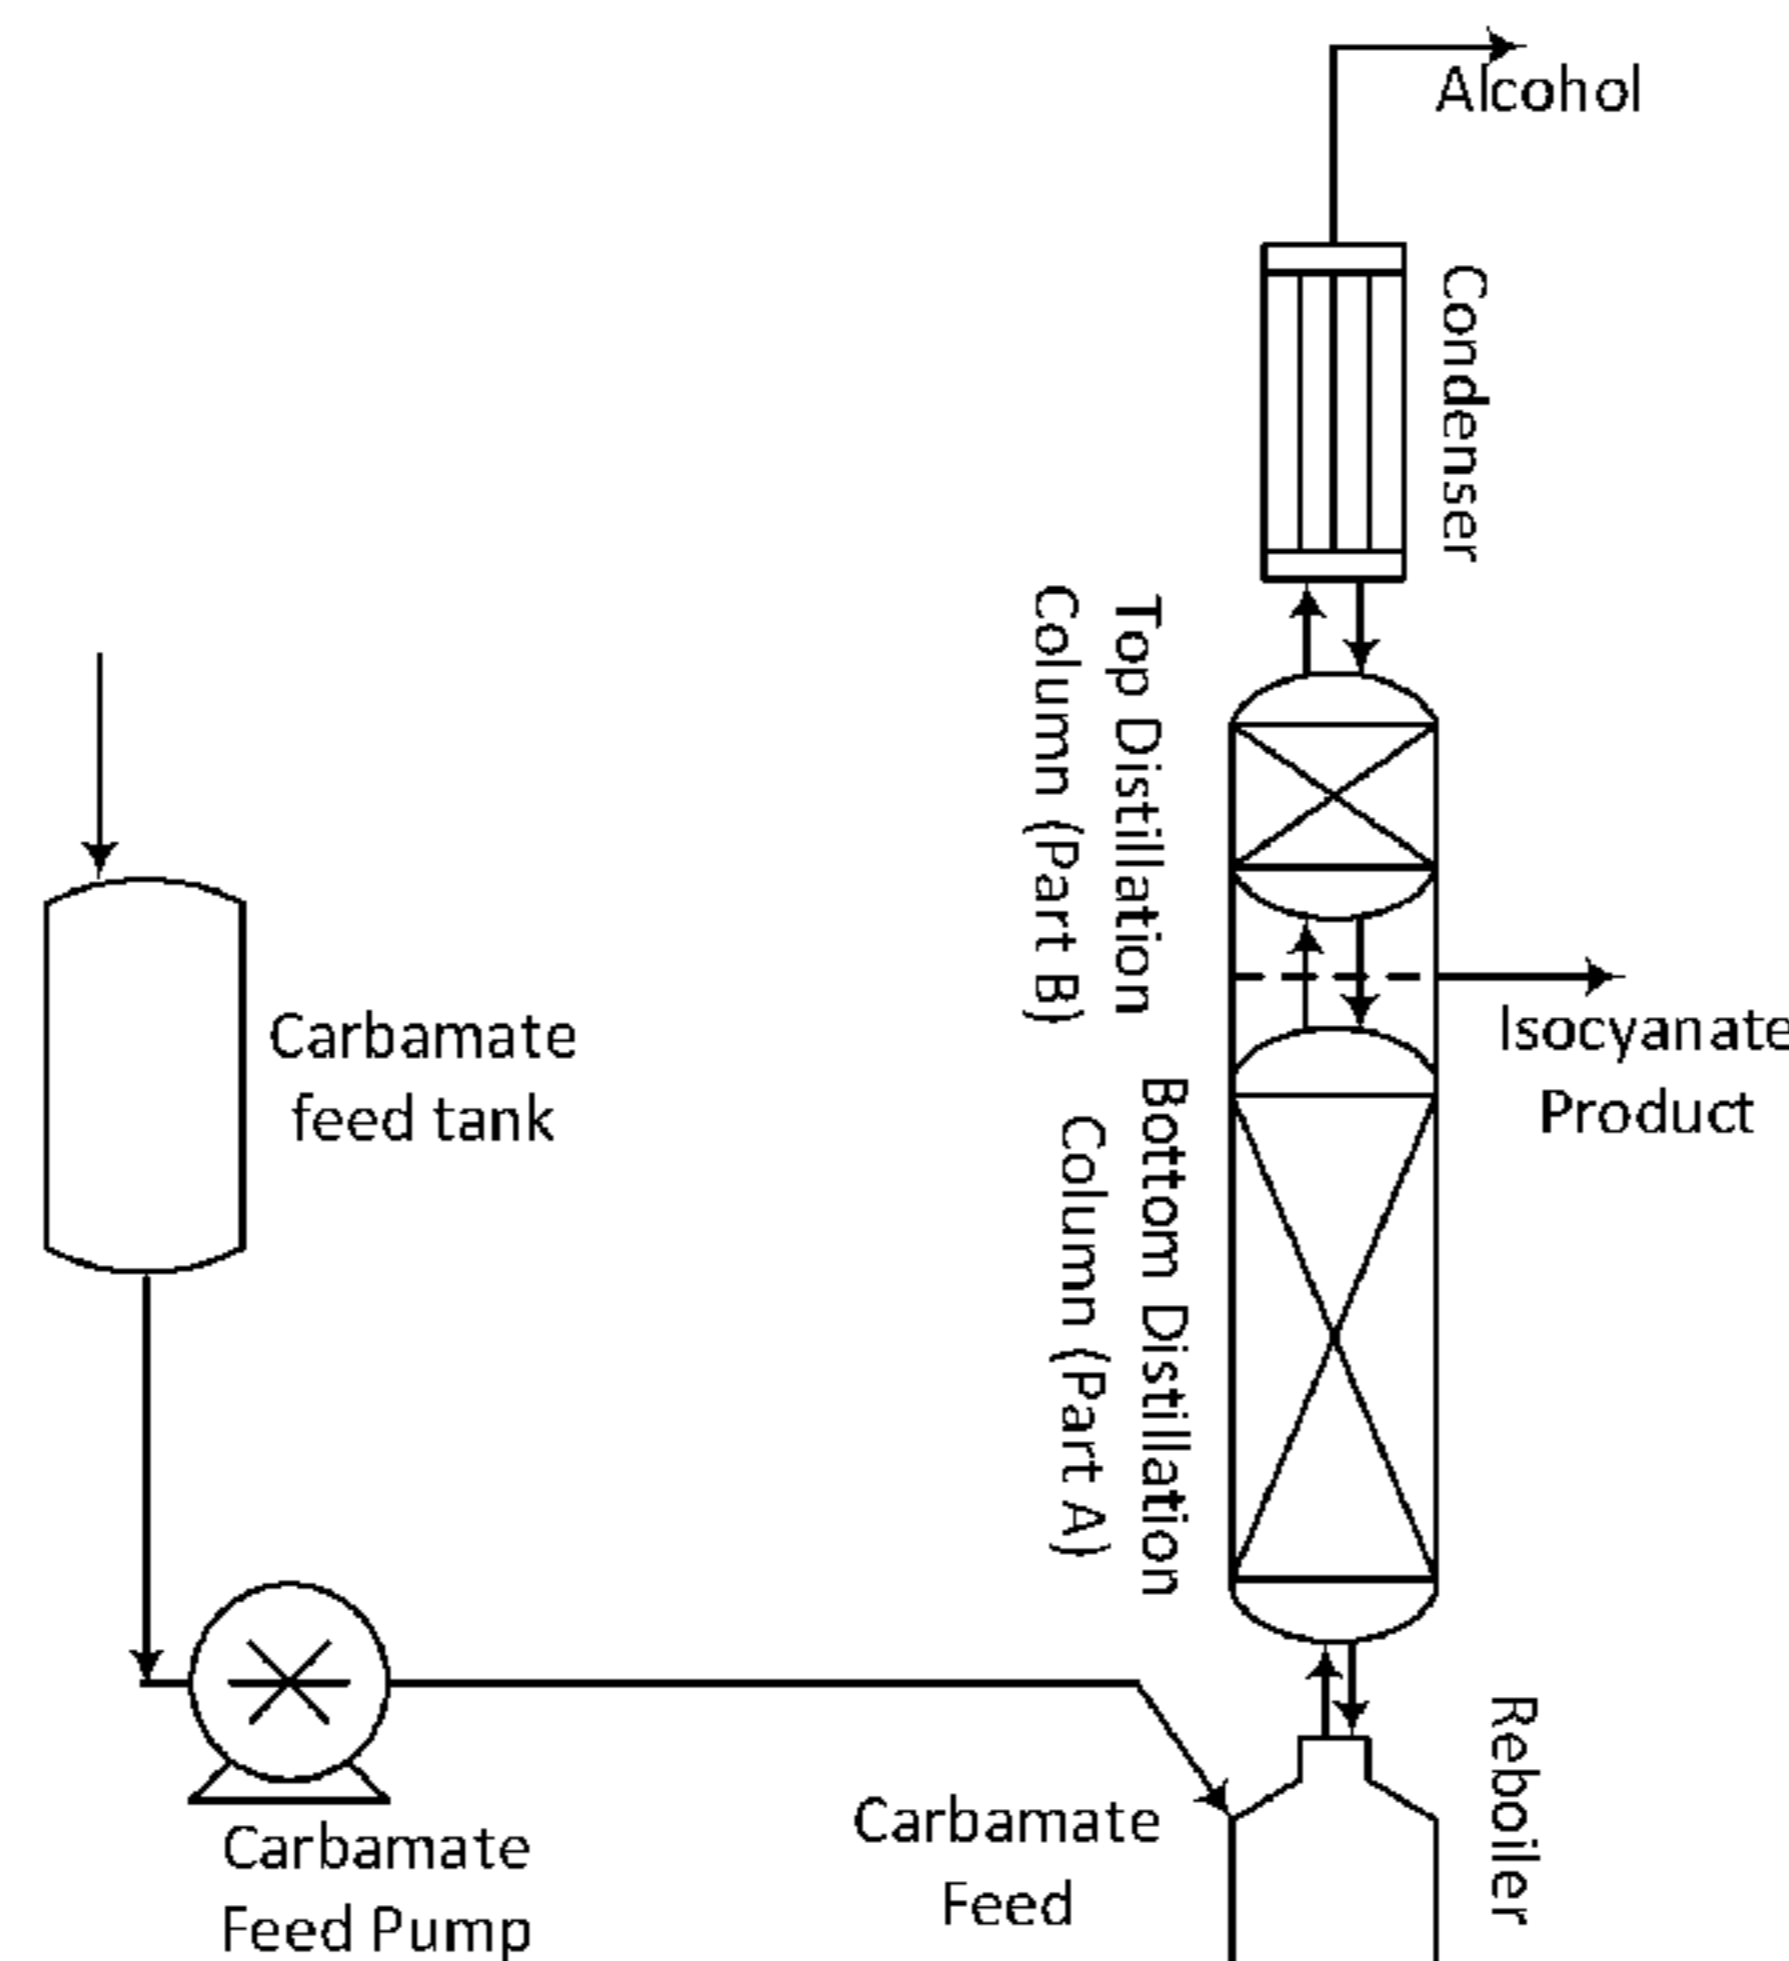 Alcohol
Condenser
Top Distillation
Column (Part B)
Isocyanate
Product
Carbamate
feed tank
Bottom Distillation
Column (Part A)
Reboiler
Carbamate
Feed
Carbamate
Feed Pump